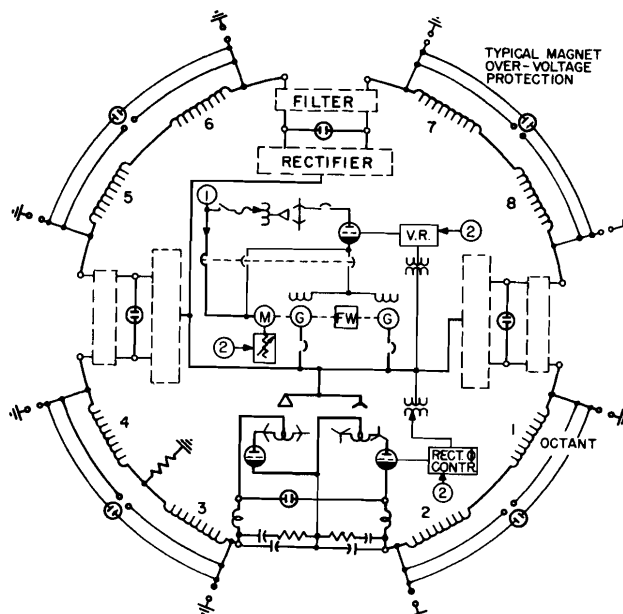 TYPICAL MAGNET
OVER-VOLTAGE
PROTECTION
FILTER
RECTIFIER
6
7
5
8
1
V.R.
2
M
G
FW
G
2
4
1
OCTANT
RECT. Φ
CONTR.
2
3
2